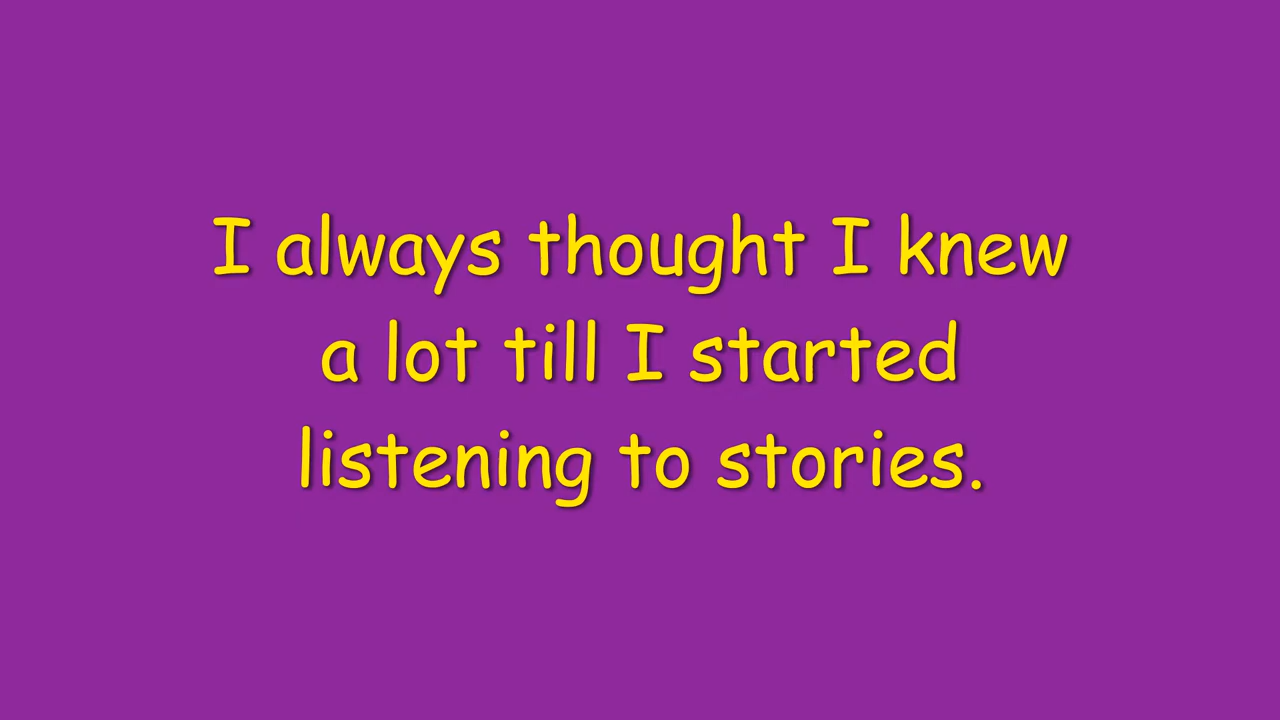 I always thought I knew
a lot till I started
listening to stories.